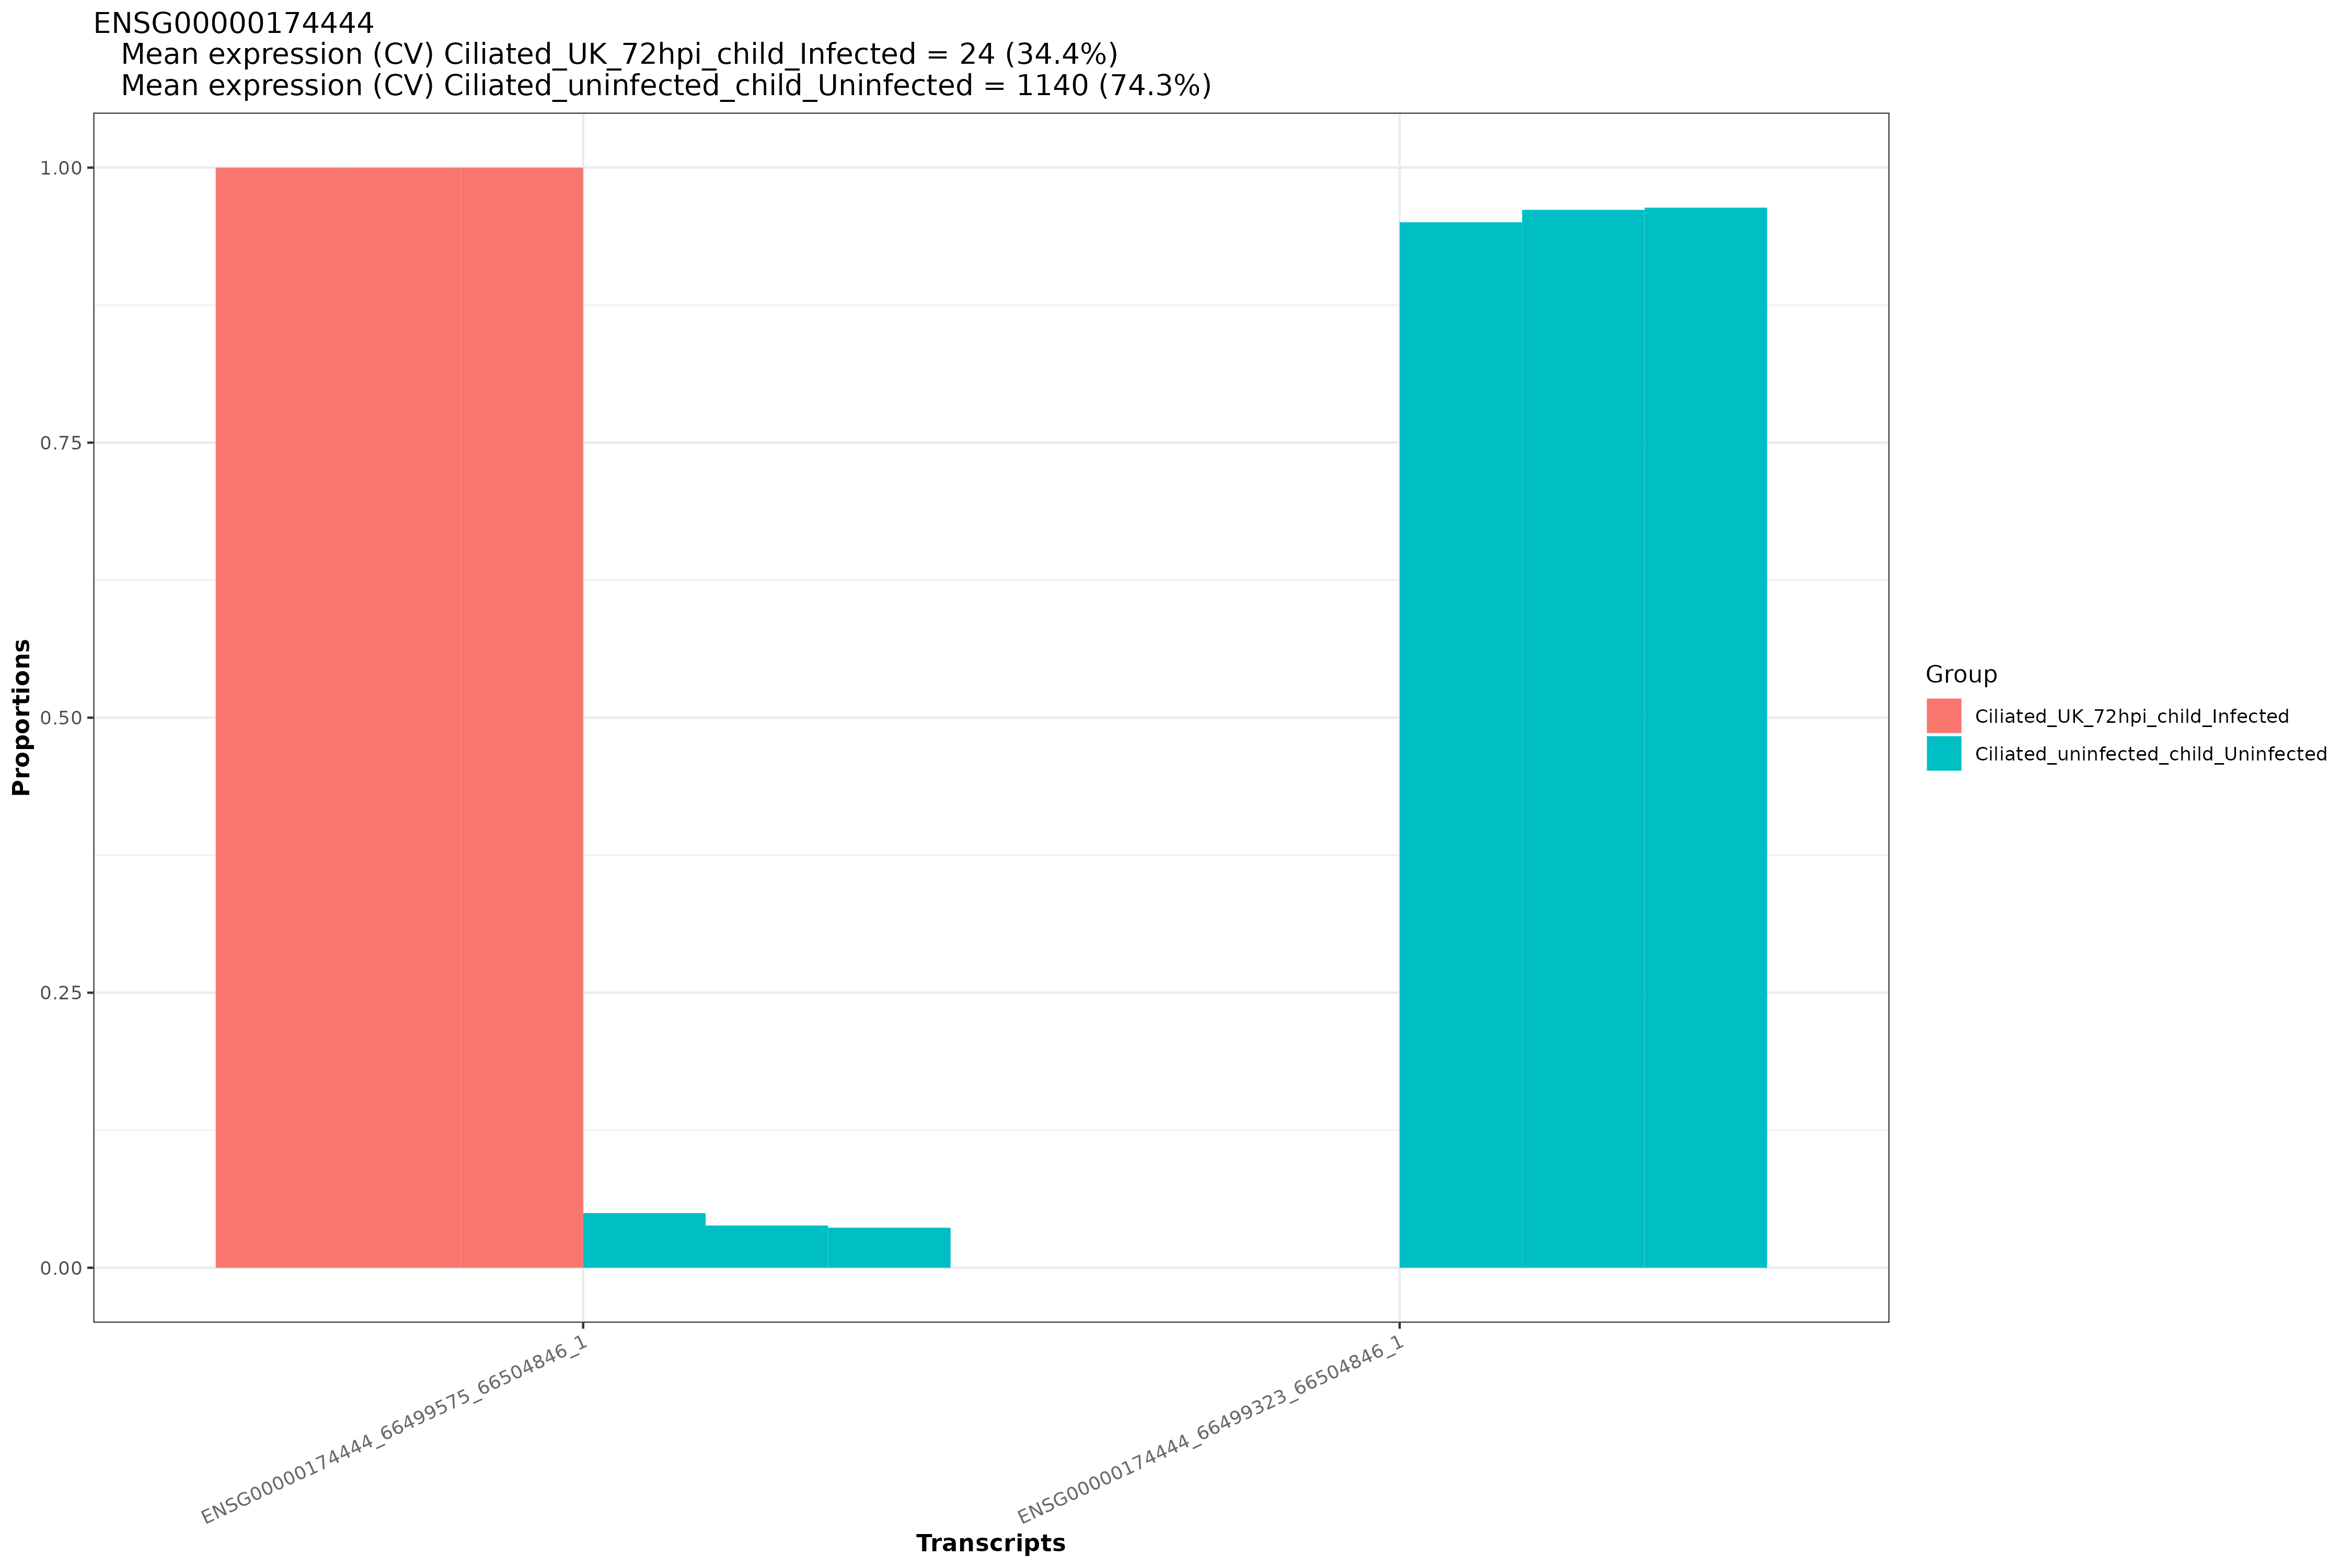 ENSG00000174444
Mean expression (CV) Ciliated_UK_72hpi_child_Infected = 24 (34.4%)
Mean expression (CV) Ciliated_uninfected_child_Uninfected = 1140 (74.3%)
1.00
0.75
0.50
0.25
0.00
Proportions
ENSG00000174444_66499575_66504846_1
ENSG00000174444_66499323_66504846_1
Transcripts
Group
Ciliated_UK_72hpi_child_Infected
Ciliated_uninfected_child_Uninfected